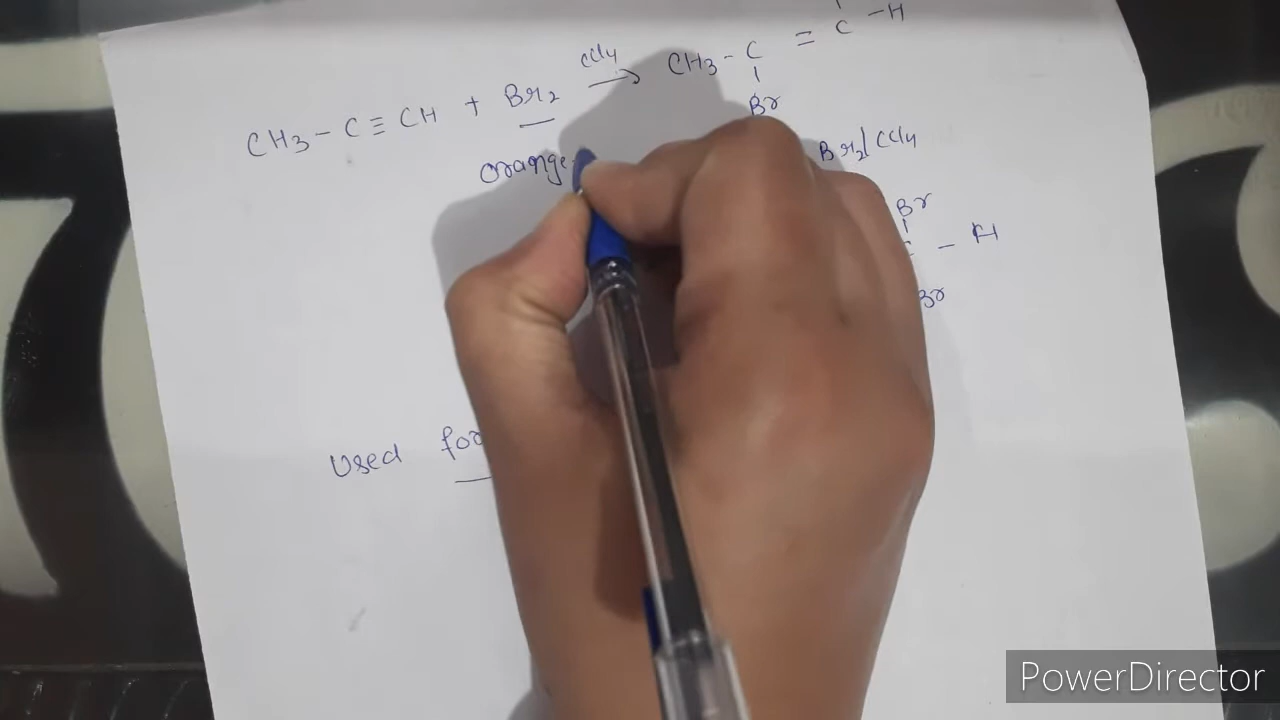 CH3 - C ≡ CH + Br2 CCl4 → CH3 - C = C - H
Br
orange
Br2/CCl4
Br
- H
Br
Used for
PowerDirector